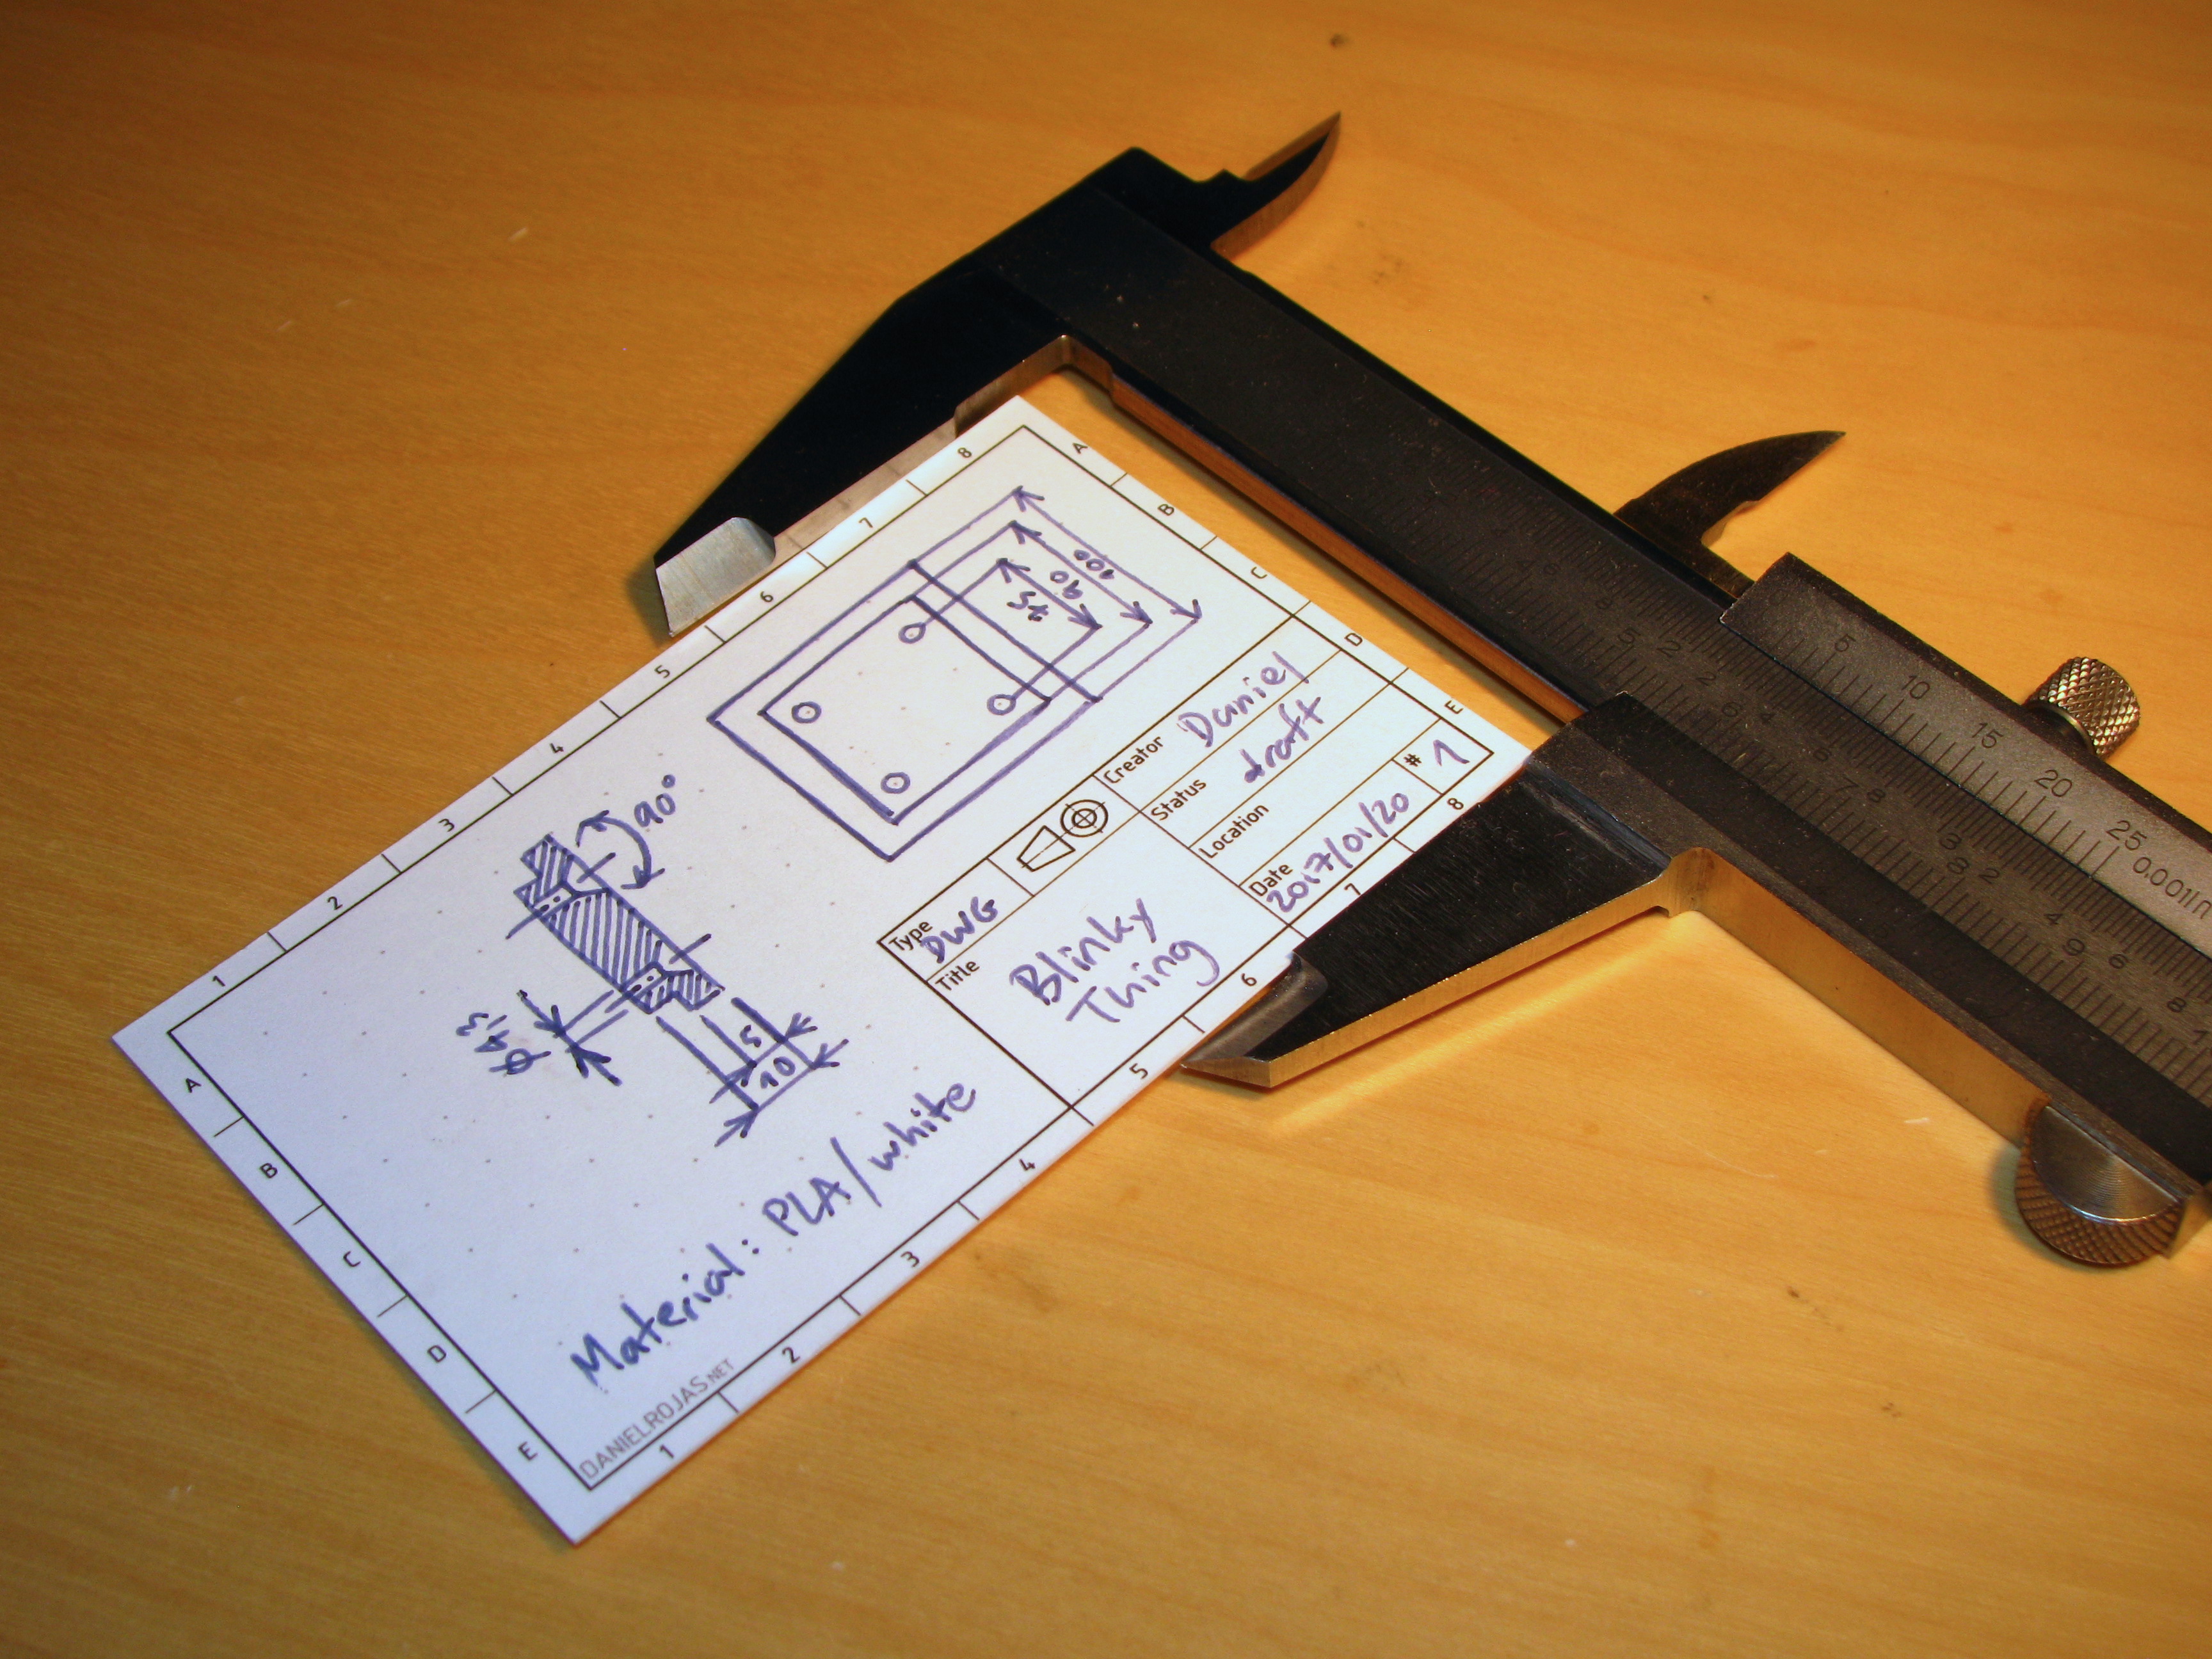 1 2 3 4 5 6 7 8
A B C D E
A B C D E
100
90
75
90°
Ø4,3
5
10
Material: PLA/white
Type
DWG
Title
Blinky
Thing
Creator
Daniel
Status
draft
Location
Date
2017/01/20
#
1
DANIELROJAS.NET
1 2 3 4 5 6 7 8
5 10 15 20 25
0.001in